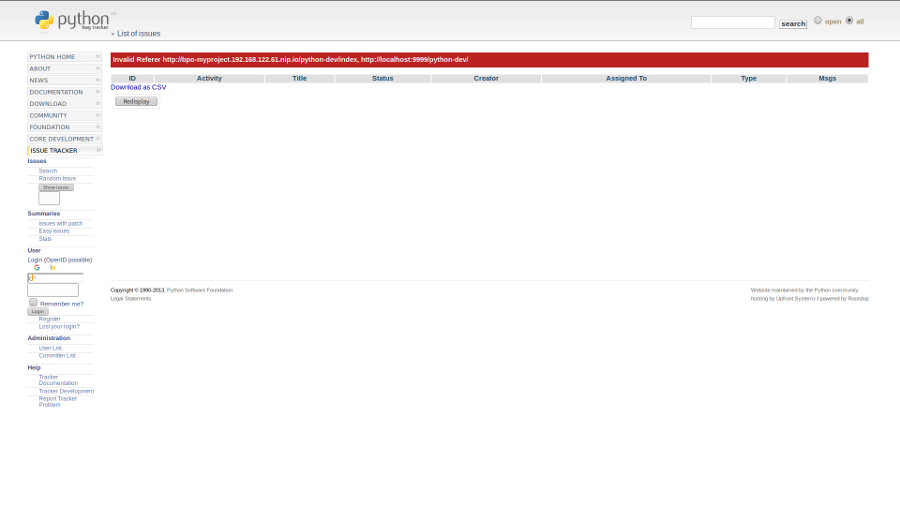 python™
bug tracker
» List of issues
search
open
all
PYTHON HOME »
ABOUT »
NEWS »
DOCUMENTATION »
DOWNLOAD »
COMMUNITY »
FOUNDATION »
CORE DEVELOPMENT »
ISSUE TRACKER »
Issues
Search
Random Issue
Show issue:
Summaries
Issues with patch
Easy issues
Stats
User
Login (OpenID possible)
G
Remember me?
Login
Register
Lost your login?
Administration
User List
Committer List
Help
Tracker
Documentation
Tracker Development
Report Tracker
Problem
Invalid Referer http://bpo-myproject.192.168.122.61.nip.io/python-dev/index, http://localhost:9999/python-dev/
ID Activity Title Status Creator Assigned To Type Msgs
Download as CSV
Redisplay
Copyright © 1990-2013, Python Software Foundation
Legal Statements
Website maintained by the Python community
hosting by Upfront Systems / powered by Roundup